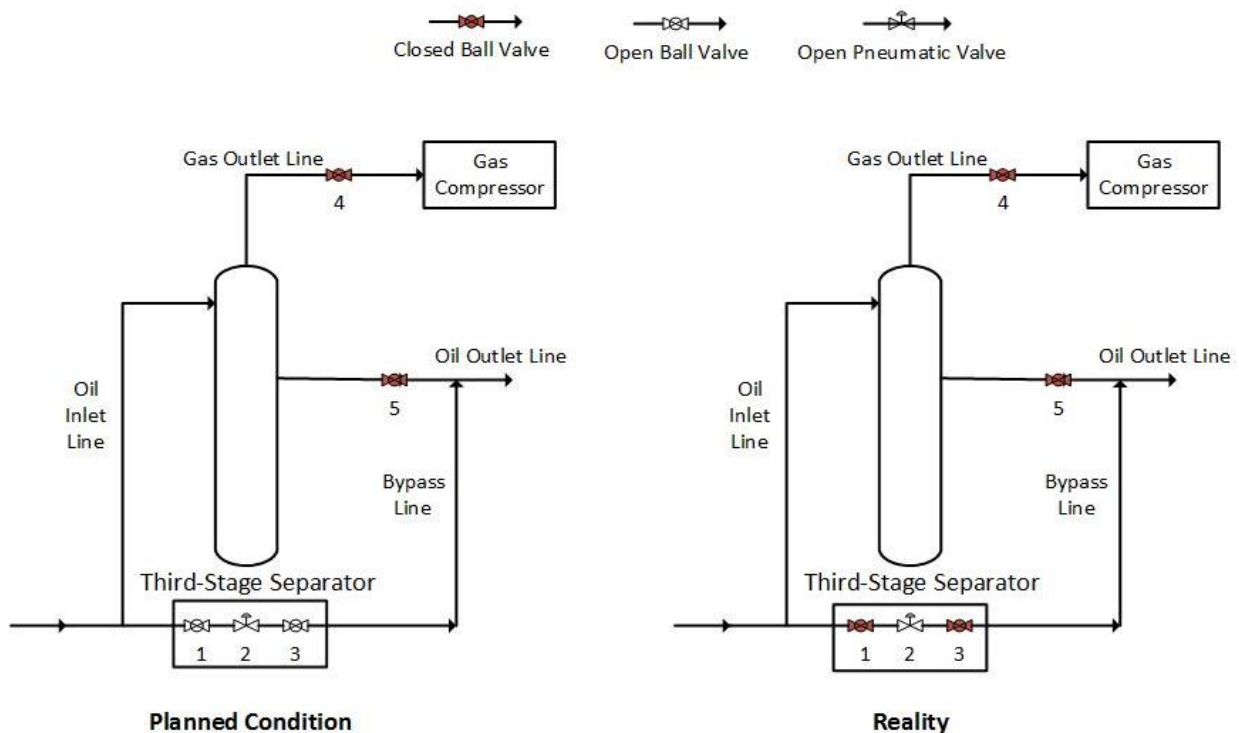 Closed Ball Valve
Open Ball Valve
Open Pneumatic Valve
Gas Outlet Line
4
Gas
Compressor
Oil
Inlet
Line
Oil Outlet Line
5
Bypass
Line
Third-Stage Separator
1 2 3
Planned Condition
Gas Outlet Line
4
Gas
Compressor
Oil
Inlet
Line
Oil Outlet Line
5
Bypass
Line
Third-Stage Separator
1 2 3
Reality